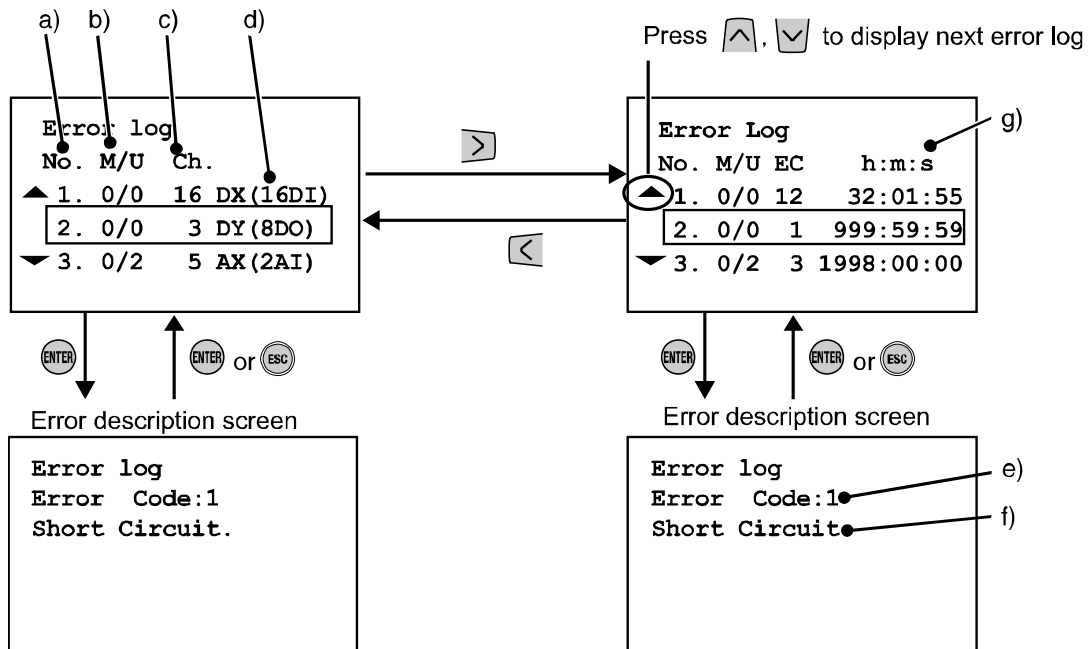 a) b) c) d)
Press , to display next error log
Error log
No. M/U Ch.
1. 0/0 16 DX(16DI)
2. 0/0 3 DY(8DO)
3. 0/2 5 AX(2AI)
Error Log
No. M/U EC h:m:s
1. 0/0 12 32:01:55
2. 0/0 1 999:59:59
3. 0/2 3 1998:00:00
g)
ENTER
ENTER or ESC
ENTER
ENTER or ESC
Error description screen
Error log
Error Code:1
Short Circuit.
Error description screen
Error log
Error Code:1
Short Circuit
e)
f)